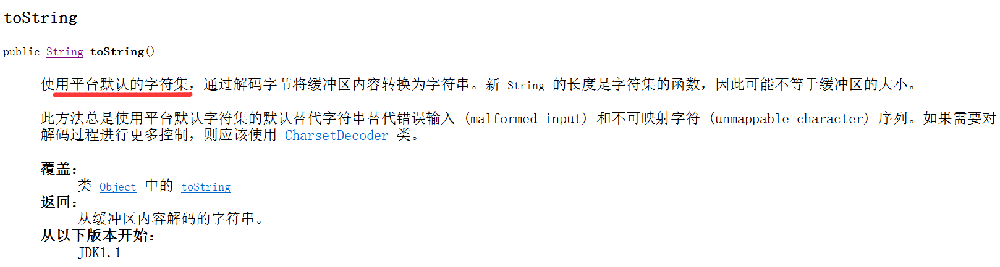 toString
public String toString()
使用平台默认的字符集，通过解码字节将缓冲区内容转换为字符串。新 String 的长度是字符集的函数，因此可能不等于缓冲区的大小。
此方法总是使用平台默认字符集的默认替代字符串替代错误输入 (malformed-input) 和不可映射字符 (unmappable-character) 序列。如果需要对
解码过程进行更多控制，则应该使用 CharsetDecoder 类。
覆盖：
类 Object 中的 toString
返回：
从缓冲区内容解码的字符串。
从以下版本开始：
JDK1.1